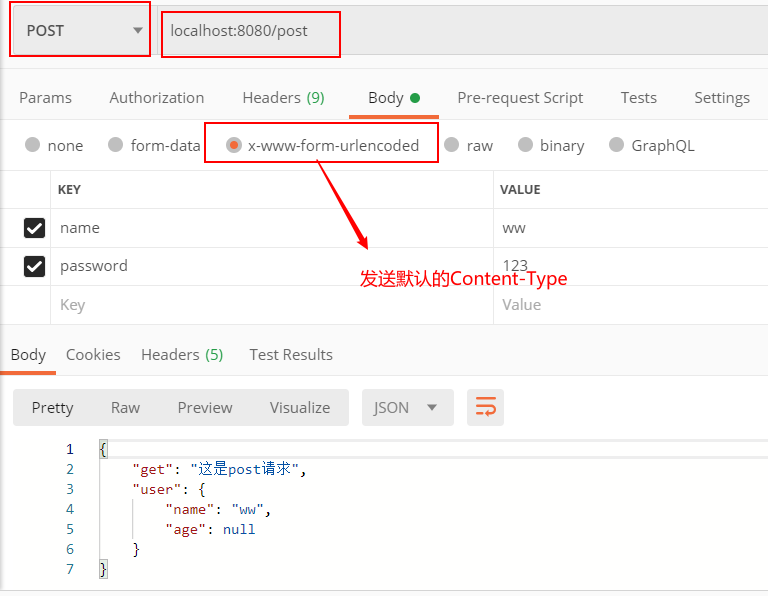 POST localhost:8080/post
Params Authorization Headers (9) Body Pre-request Script Tests Settings
none form-data x-www-form-urlencoded raw binary GraphQL
KEY VALUE
name ww
password 123
发送默认的Content-Type
Key Value
Body Cookies Headers (5) Test Results
Pretty Raw Preview Visualize JSON
1 {
2 "get": "这是post请求",
3 "user": {
4 "name": "ww",
5 "age": null
6 }
7 }